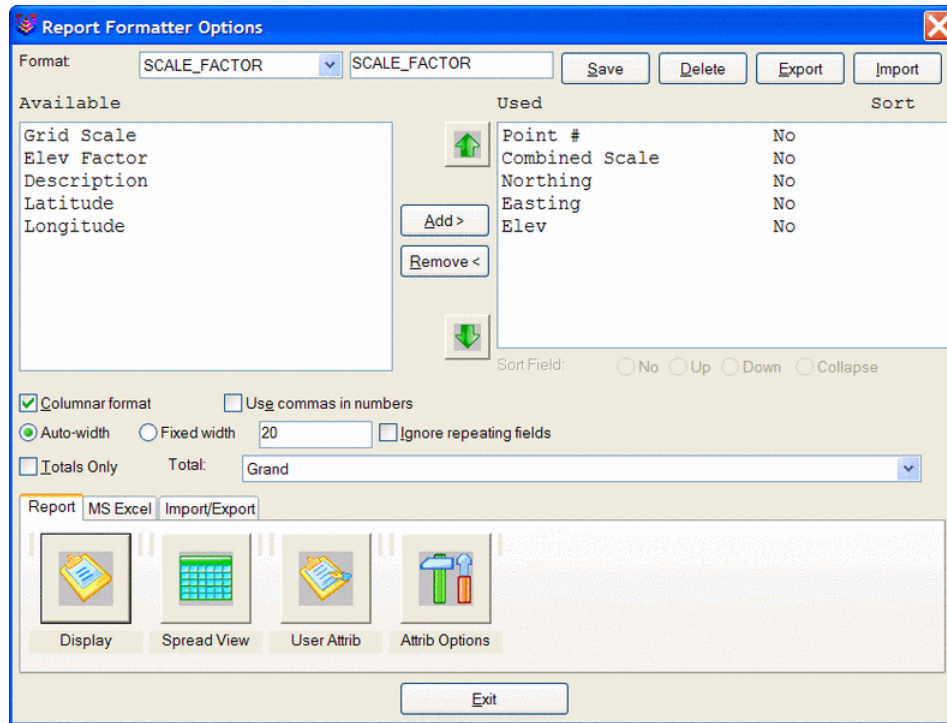 Report Formatter Options
Format: SCALE_FACTOR SCALE_FACTOR Save Delete Export Import
Available Used Sort
Grid Scale
Elev Factor
Description
Latitude
Longitude
Add >
Remove <
Point # No
Combined Scale No
Northing No
Easting No
Elev No
Sort Field: No Up Down Collapse
Columnar format Use commas in numbers
Auto-width Fixed width 20 Ignore repeating fields
Totals Only Total: Grand
Report MS Excel Import/Export
Display Spread View User Attrib Attrib Options
Exit